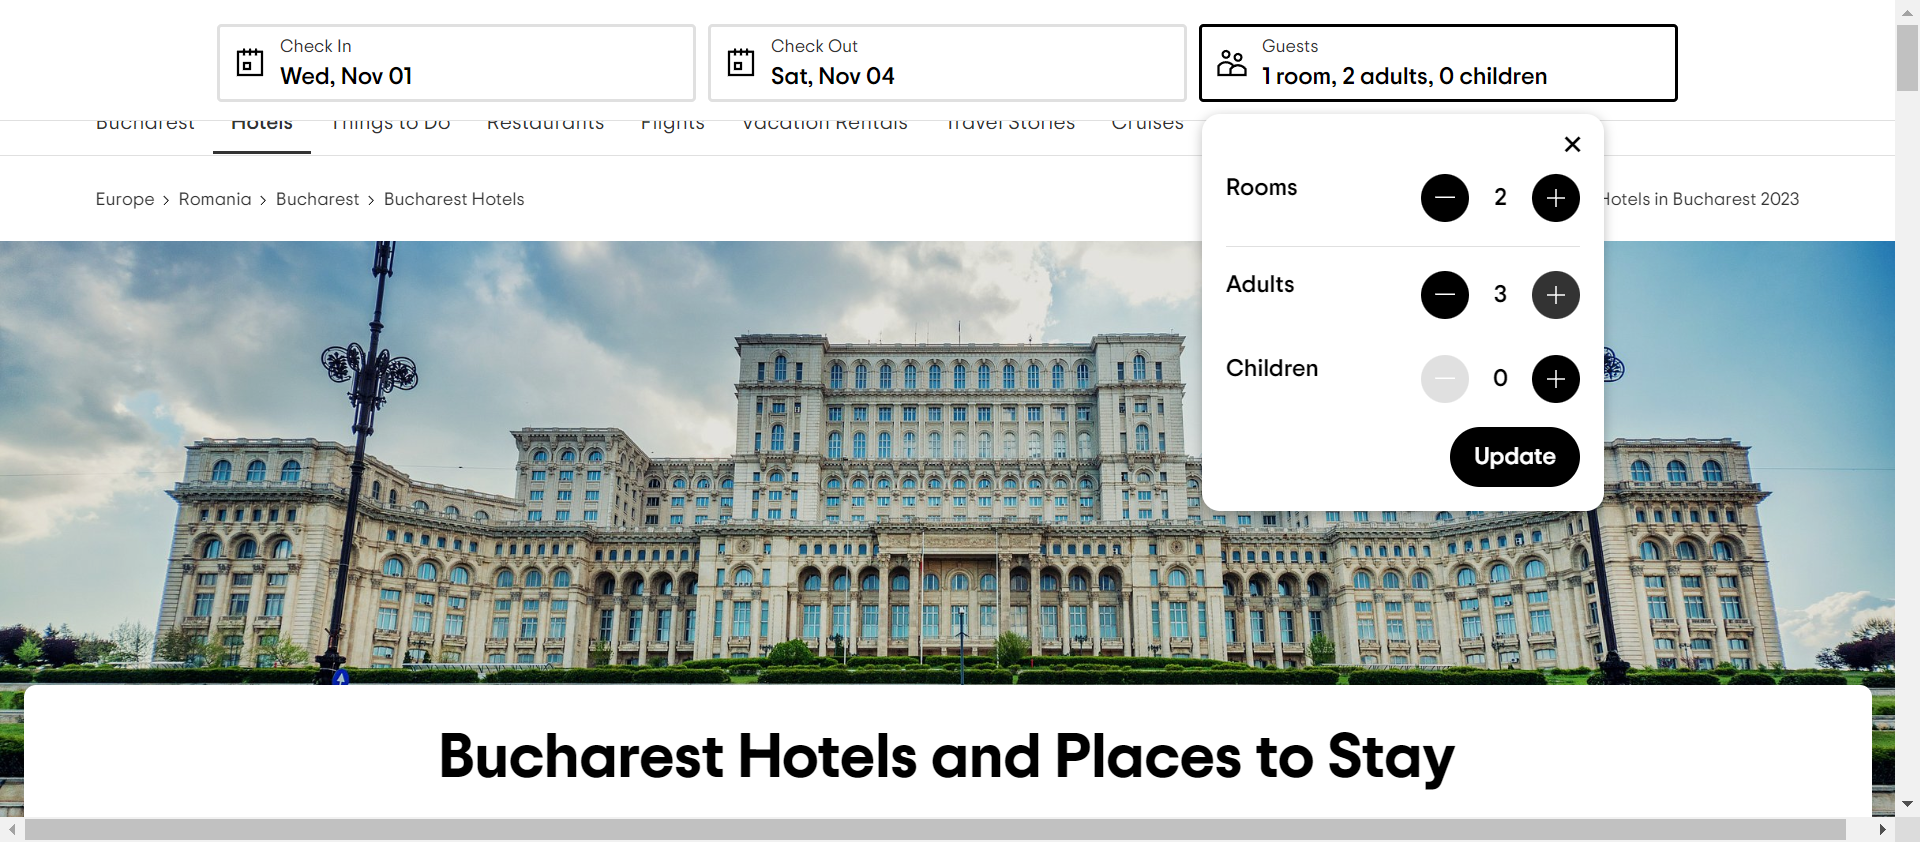 Check In
Wed, Nov 01
Check Out
Sat, Nov 04
Guests
1 room, 2 adults, 0 children
Bucharest Hotels Things to Do Restaurants Flights Vacation Rentals Travel Stories Cruises
Europe > Romania > Bucharest > Bucharest Hotels
Hotels in Bucharest 2023
Rooms
2
Adults
3
Children
0
Update
Bucharest Hotels and Places to Stay